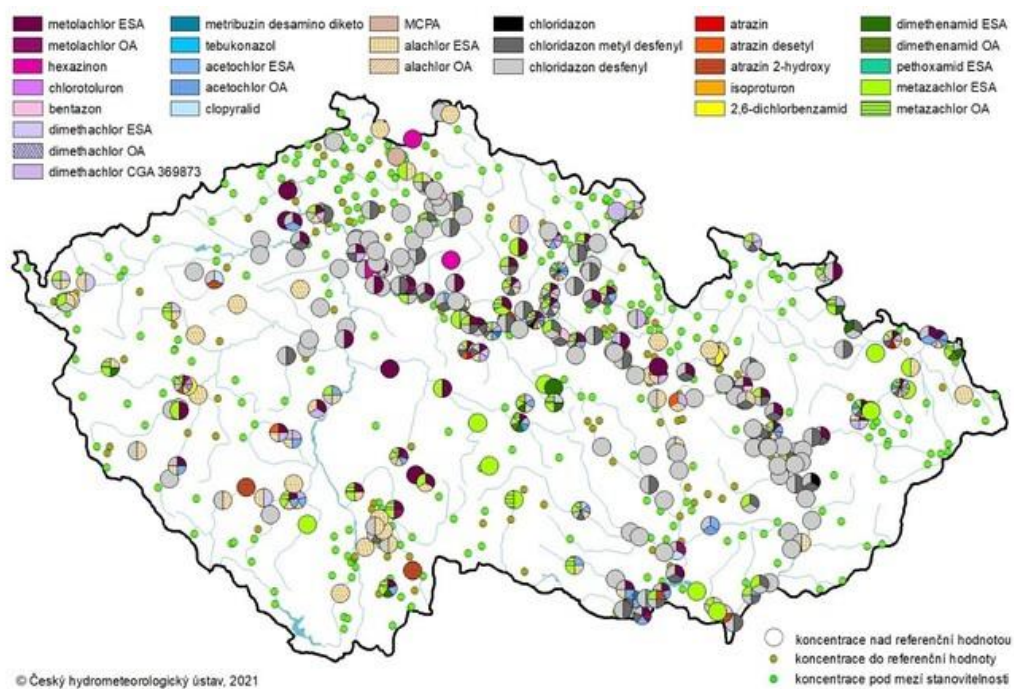 metolachlor ESA
metolachlor OA
hexazinon
chlorotoluron
bentazon
dimethachlor ESA
dimethachlor OA
dimethachlor CGA 369873
metribuzin desamino diketo
tebukonazol
acetochlor ESA
acetochlor OA
clopyralid
MCPA
alachlor ESA
alachlor OA
chloridazon
chloridazon metyl desfenyl
chloridazon desfenyl
atrazin
atrazin desetyl
atrazin 2-hydroxy
isoproturon
2,6-dichlorbenzamid
dimethenamid ESA
dimethenamid OA
pethoxamid ESA
metazachlor ESA
metazachlor OA
koncentrace nad referenční hodnotou
koncentrace do referenční hodnoty
koncentrace pod mezí stanovitelnosti
© Český hydrometeorologický ústav, 2021